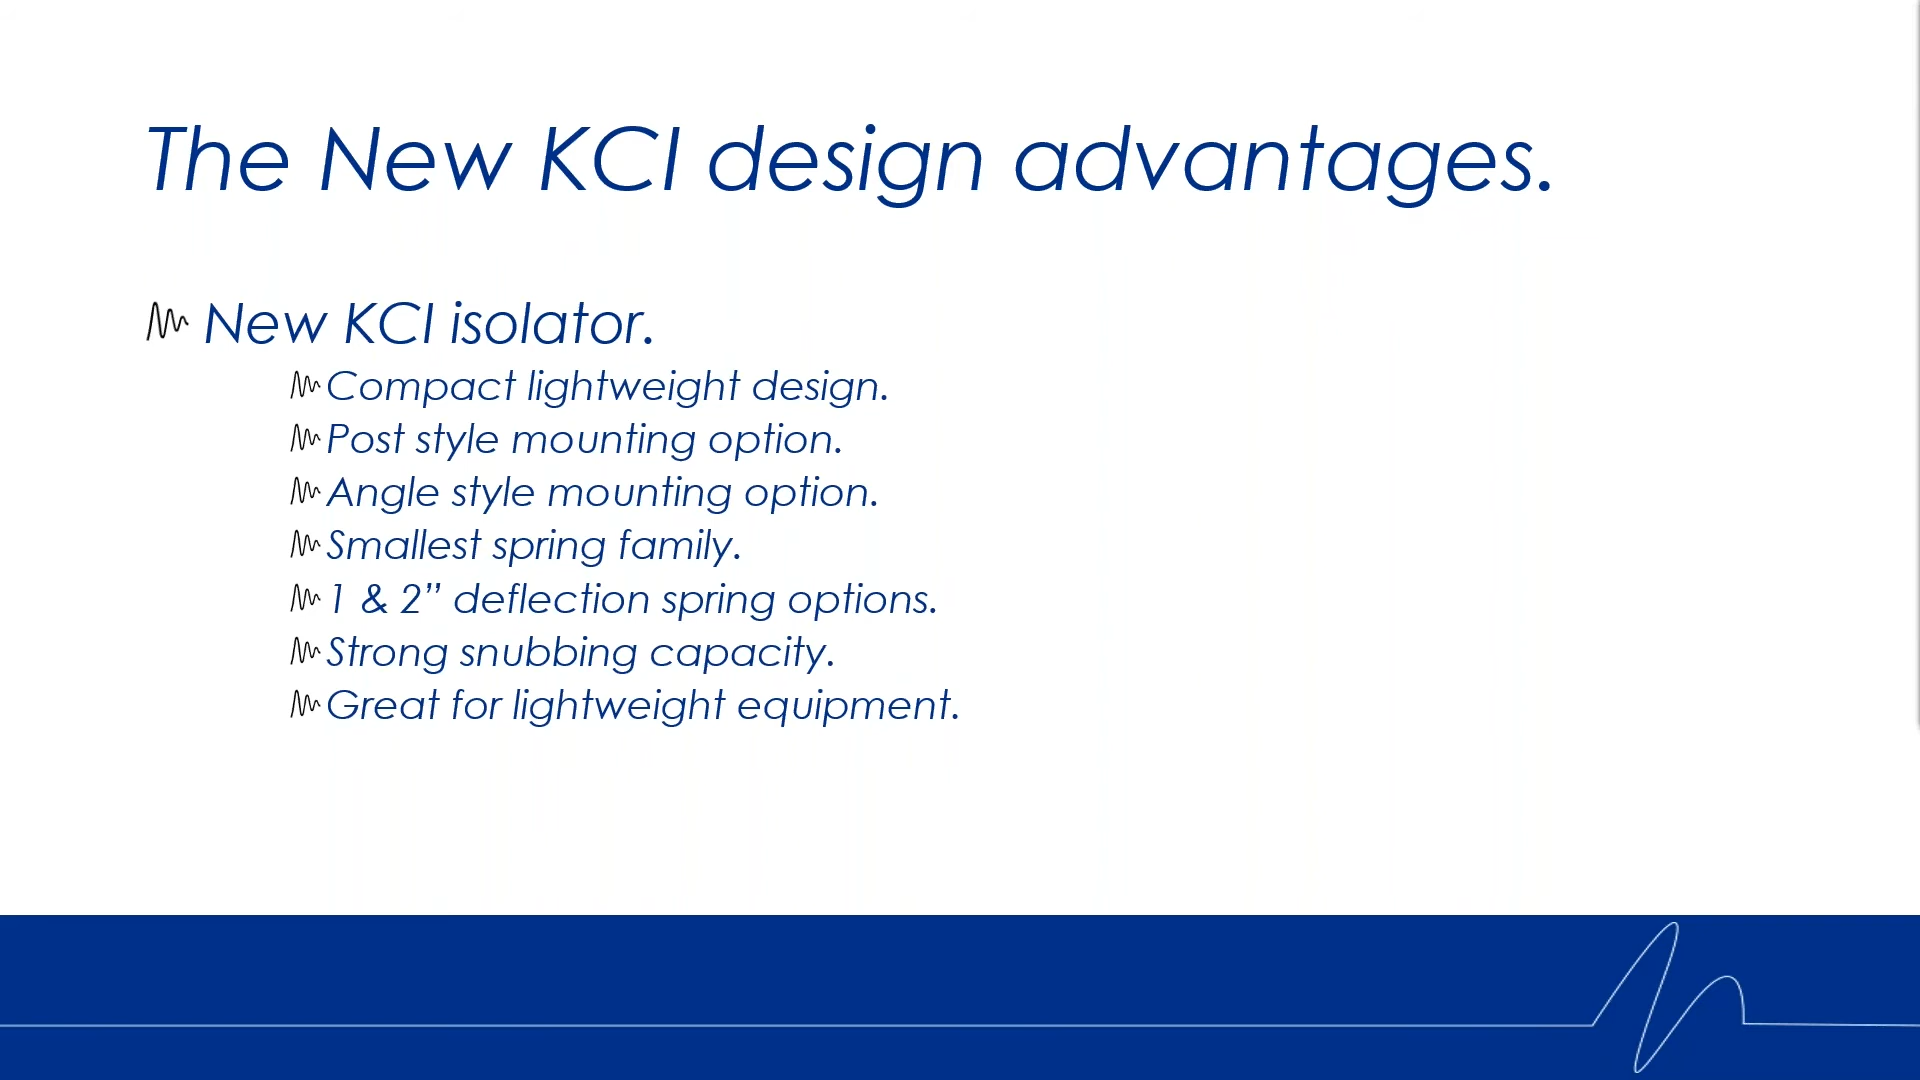 The New KCI design advantages.
New KCI isolator.
Compact lightweight design.
Post style mounting option.
Angle style mounting option.
Smallest spring family.
1 & 2” deflection spring options.
Strong snubbing capacity.
Great for lightweight equipment.